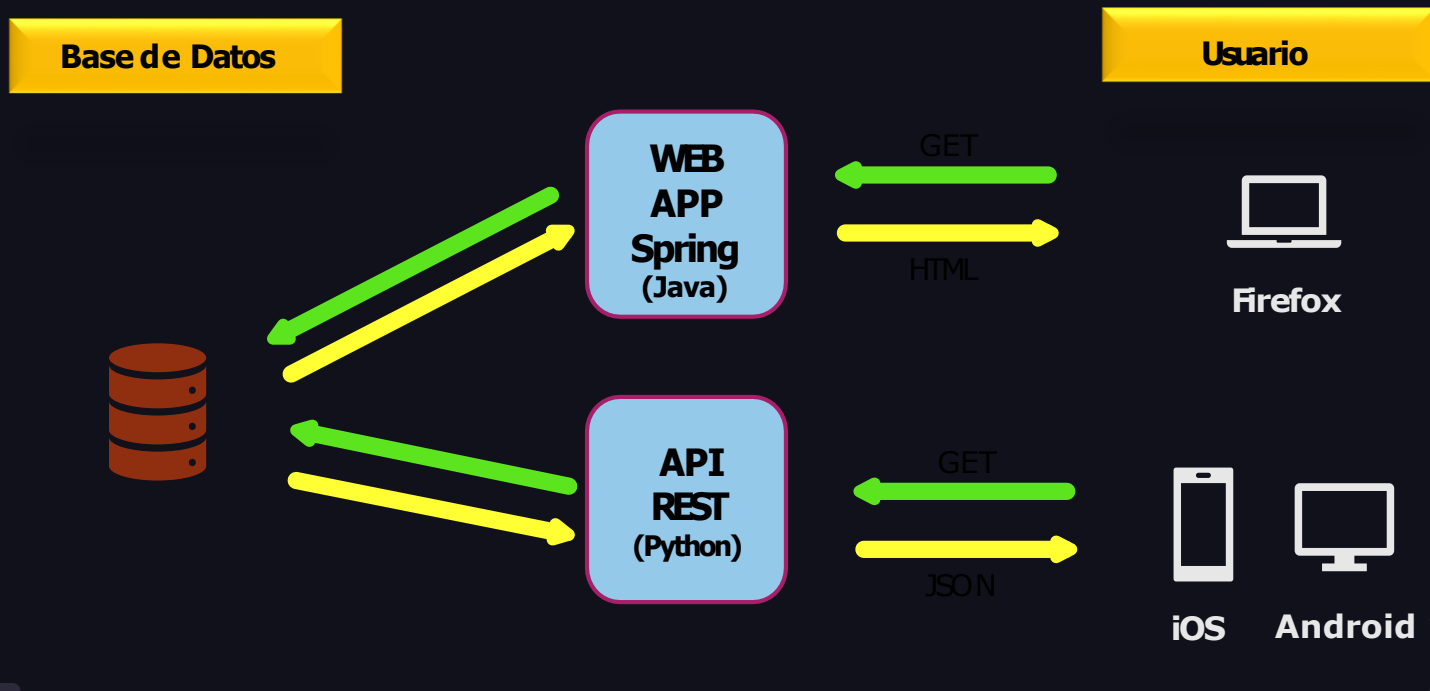 Base de Datos
Usuario
WEB
APP
Spring
(Java)
GET
HTML
Firefox
API
REST
(Python)
GET
JSON
iOS
Android